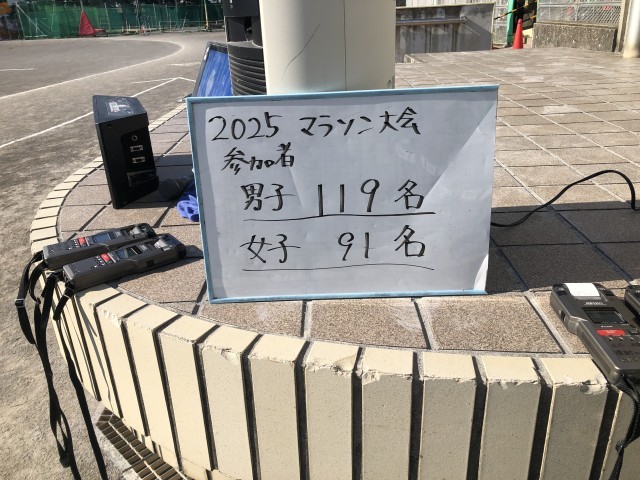 2025 マラソン大会
参加者
男子 119名
女子 91名